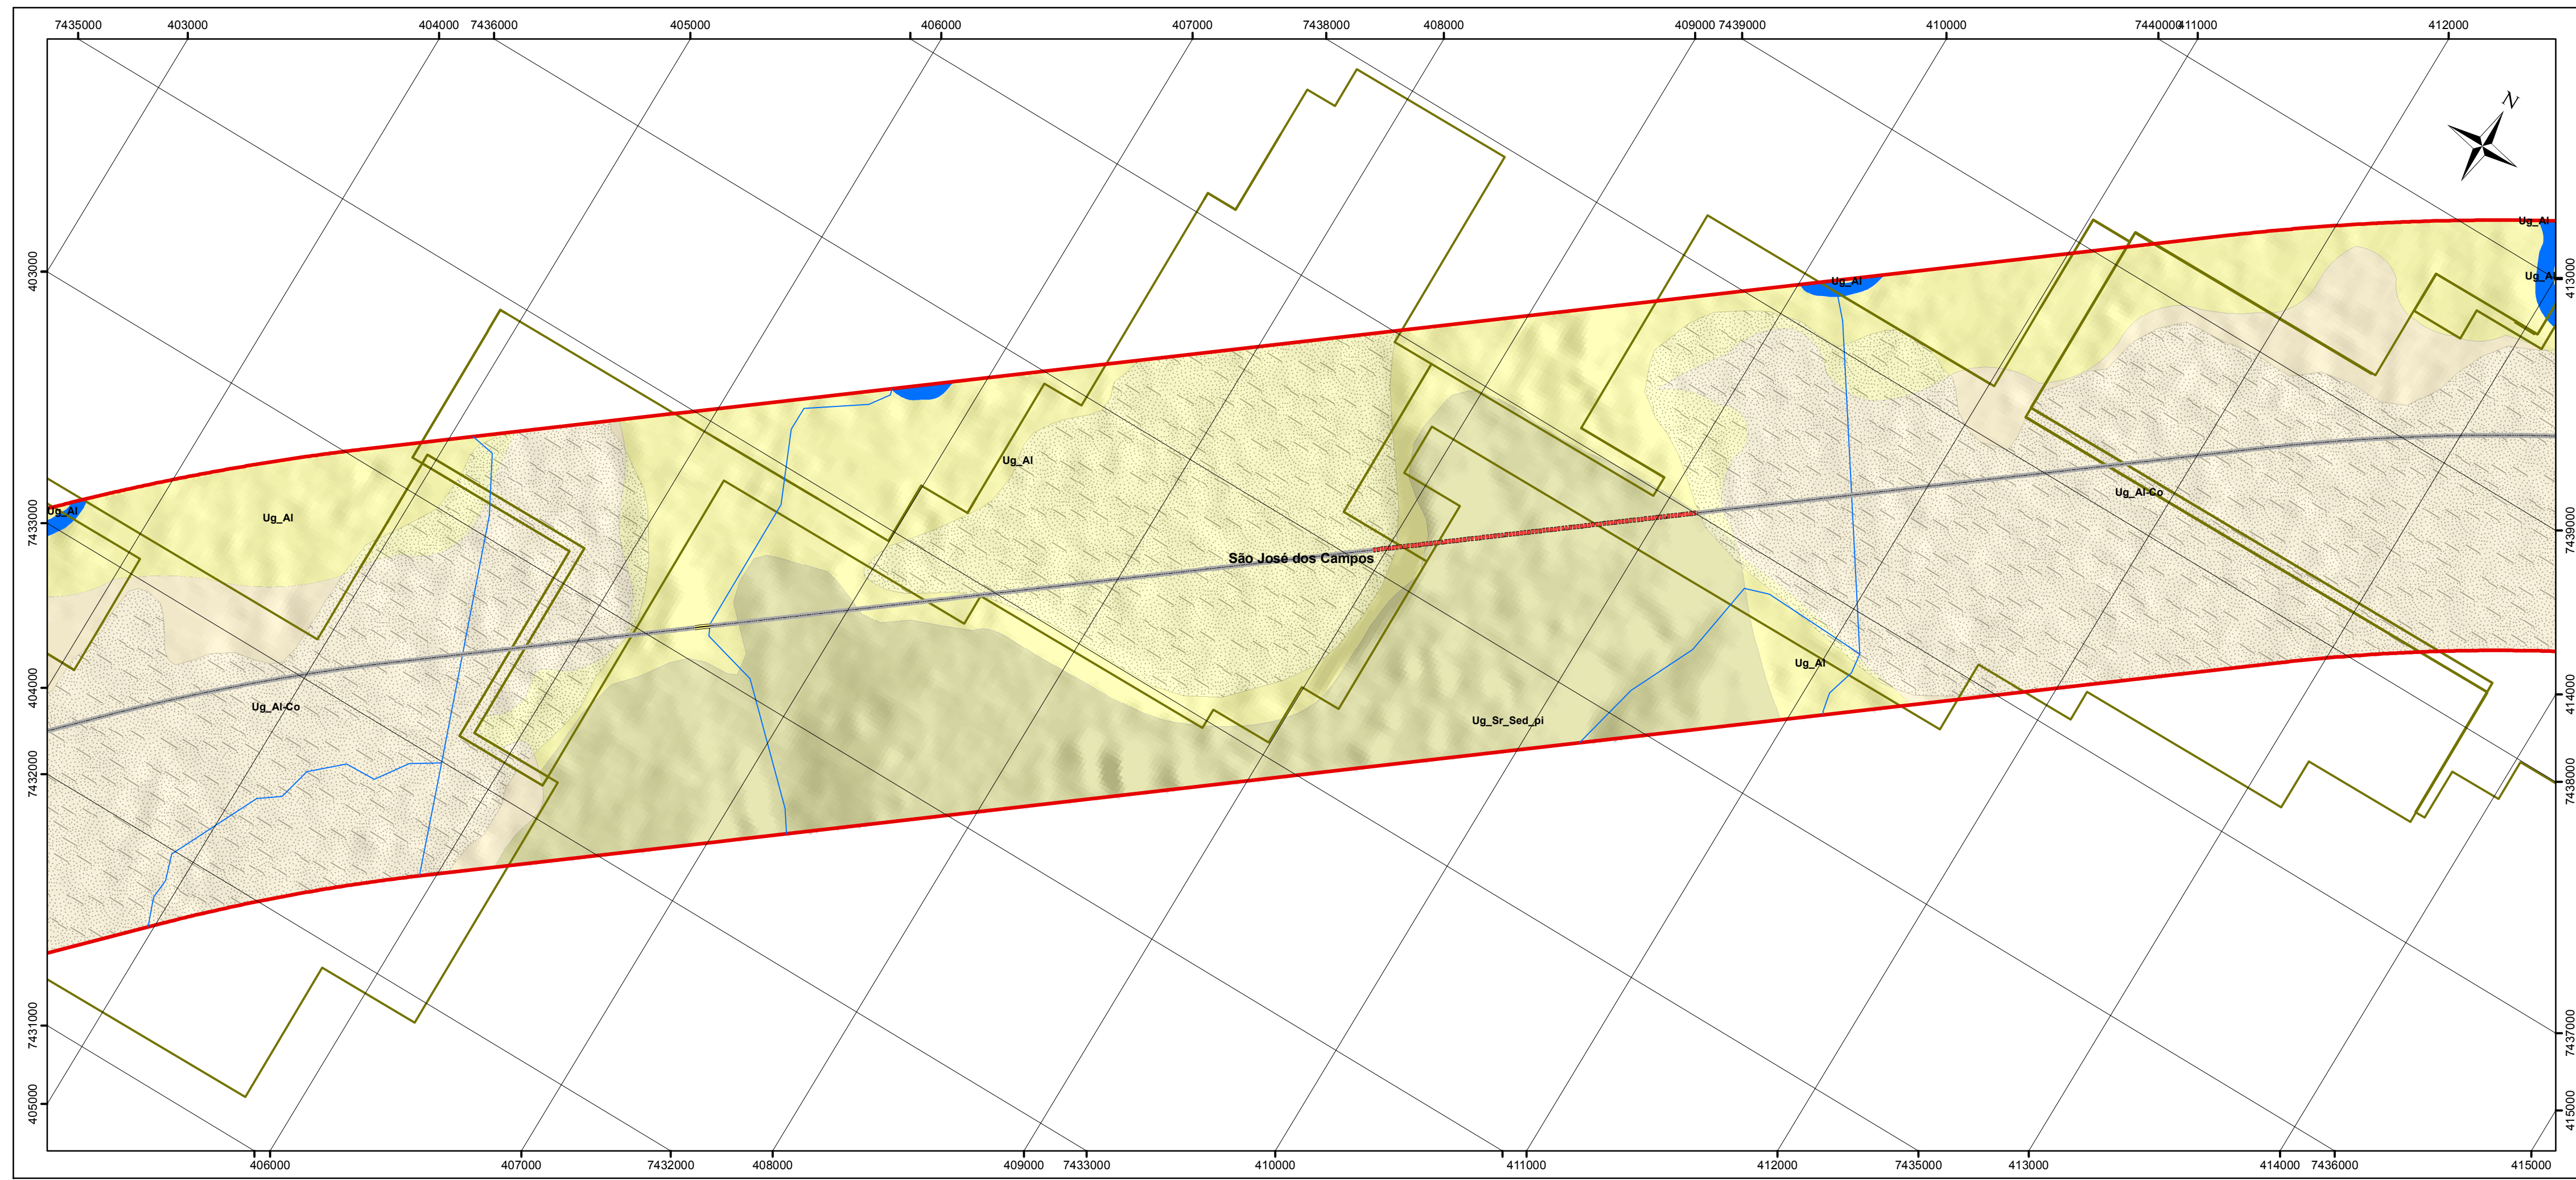 7435000 403000 404000 7436000 405000 406000 407000 7438000 408000 409000 7439000 410000 7440000 411000 412000
N
Ug_Al
Ug_Al
Ug_Al
403000
413000
Ug_Al
Ug_Al-Co
Ug_Al
Ug_Al
7433000
7439000
São José dos Campos
Ug_Al
404000
414000
Ug_Al-Co
Ug_Sr_Sed_pi
7432000
7438000
7431000
7437000
405000
415000
406000 407000 7432000 408000 409000 7433000 410000 411000 412000 7435000 413000 414000 7436000 415000